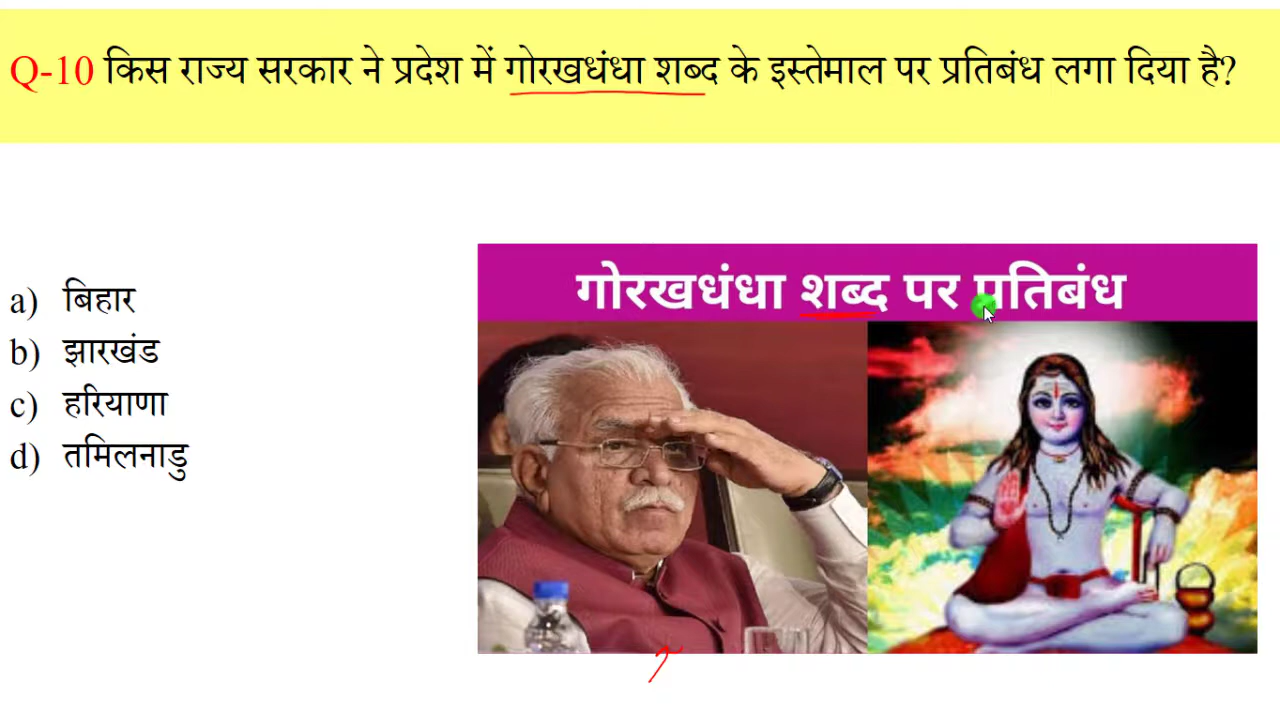 Q-10 किस राज्य सरकार ने प्रदेश में गोरखधंधा शब्द के इस्तेमाल पर प्रतिबंध लगा दिया है?
a) बिहार
b) झारखंड
c) हरियाणा
d) तमिलनाडु
गोरखधंधा शब्द पर प्रतिबंध